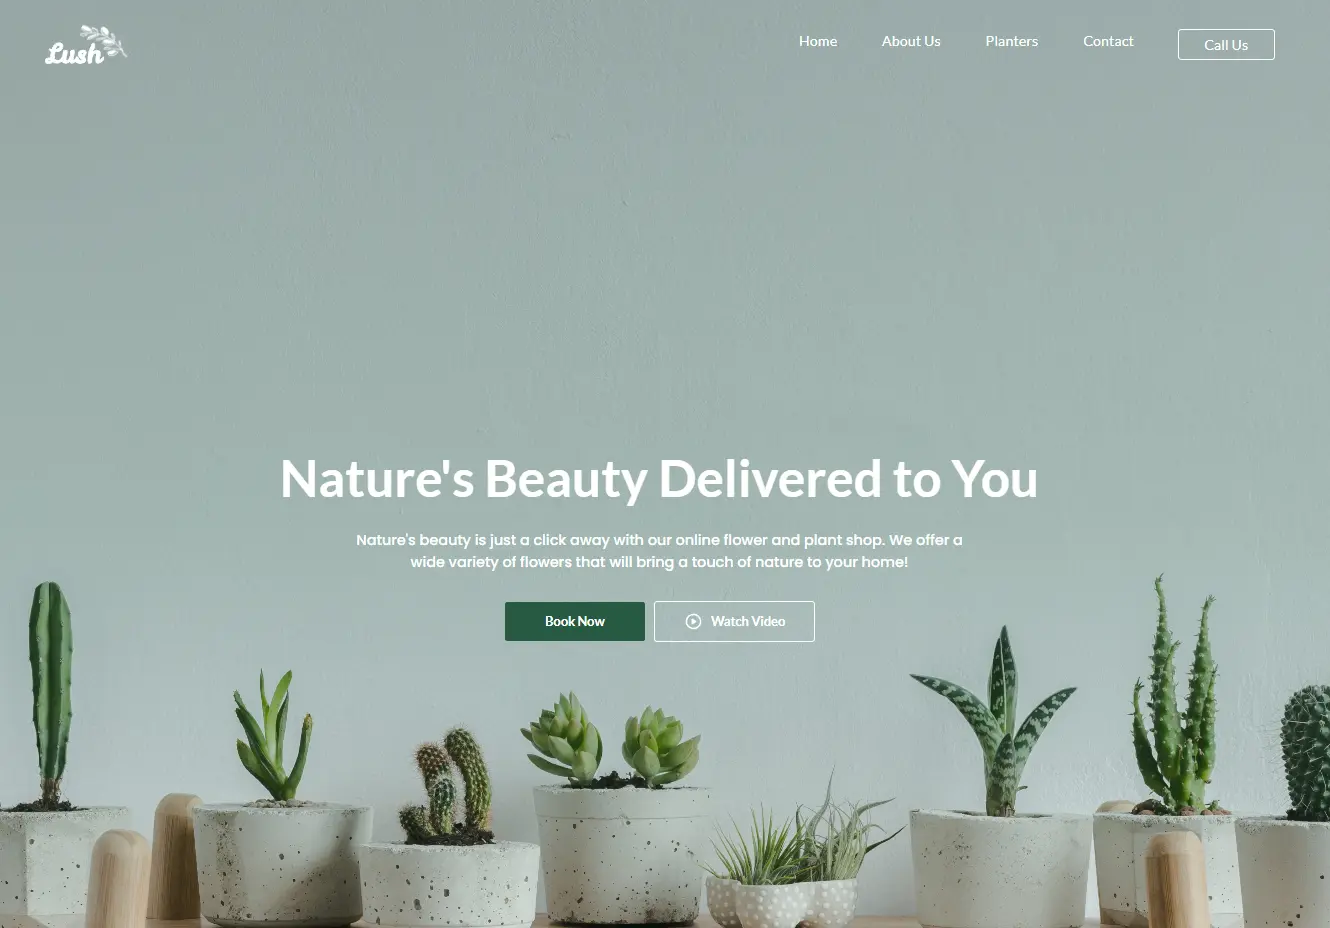 Lush
Home About Us Planters Contact Call Us
Nature's Beauty Delivered to You
Nature's beauty is just a click away with our online flower and plant shop. We offer a
wide variety of flowers that will bring a touch of nature to your home!
Book Now Watch Video